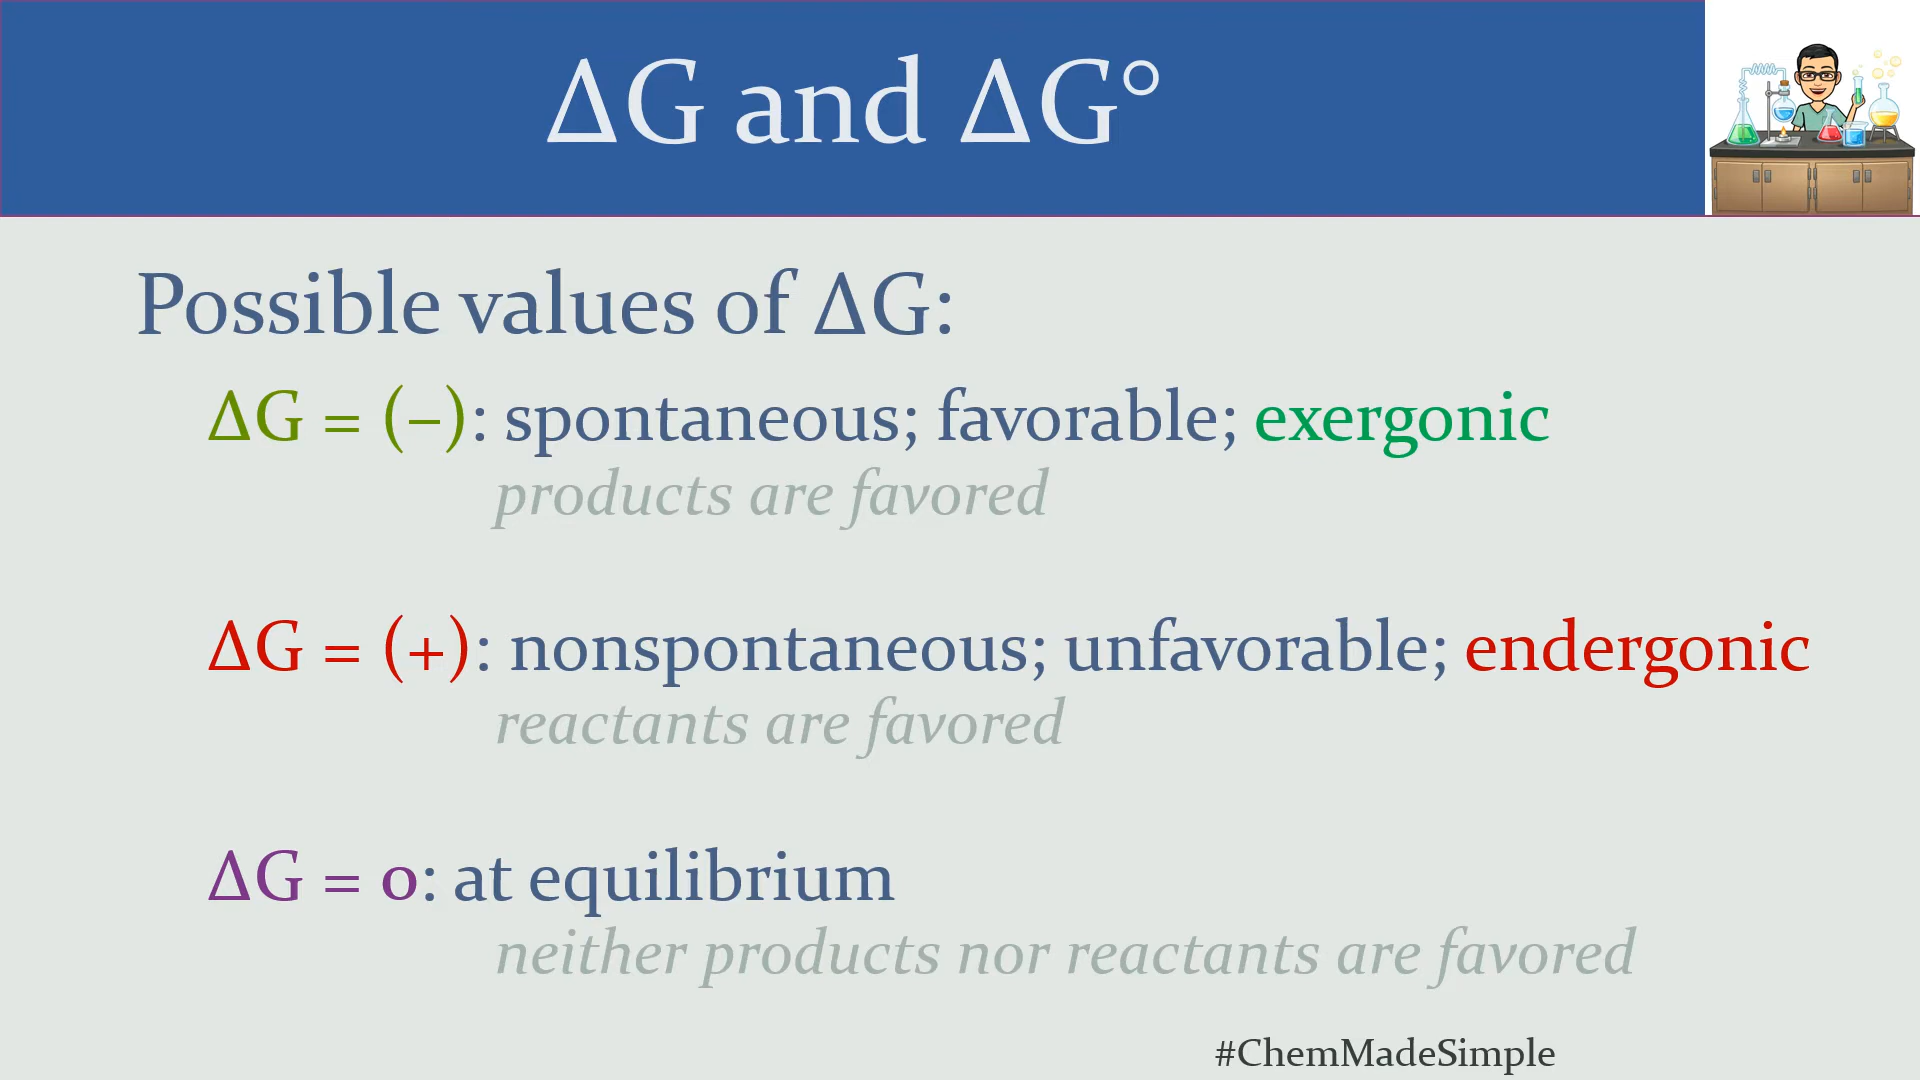 ΔG and ΔG°
Possible values of ΔG:
ΔG = (–): spontaneous; favorable; exergonic
products are favored
ΔG = (+): nonspontaneous; unfavorable; endergonic
reactants are favored
ΔG = 0: at equilibrium
neither products nor reactants are favored
#ChemMadeSimple